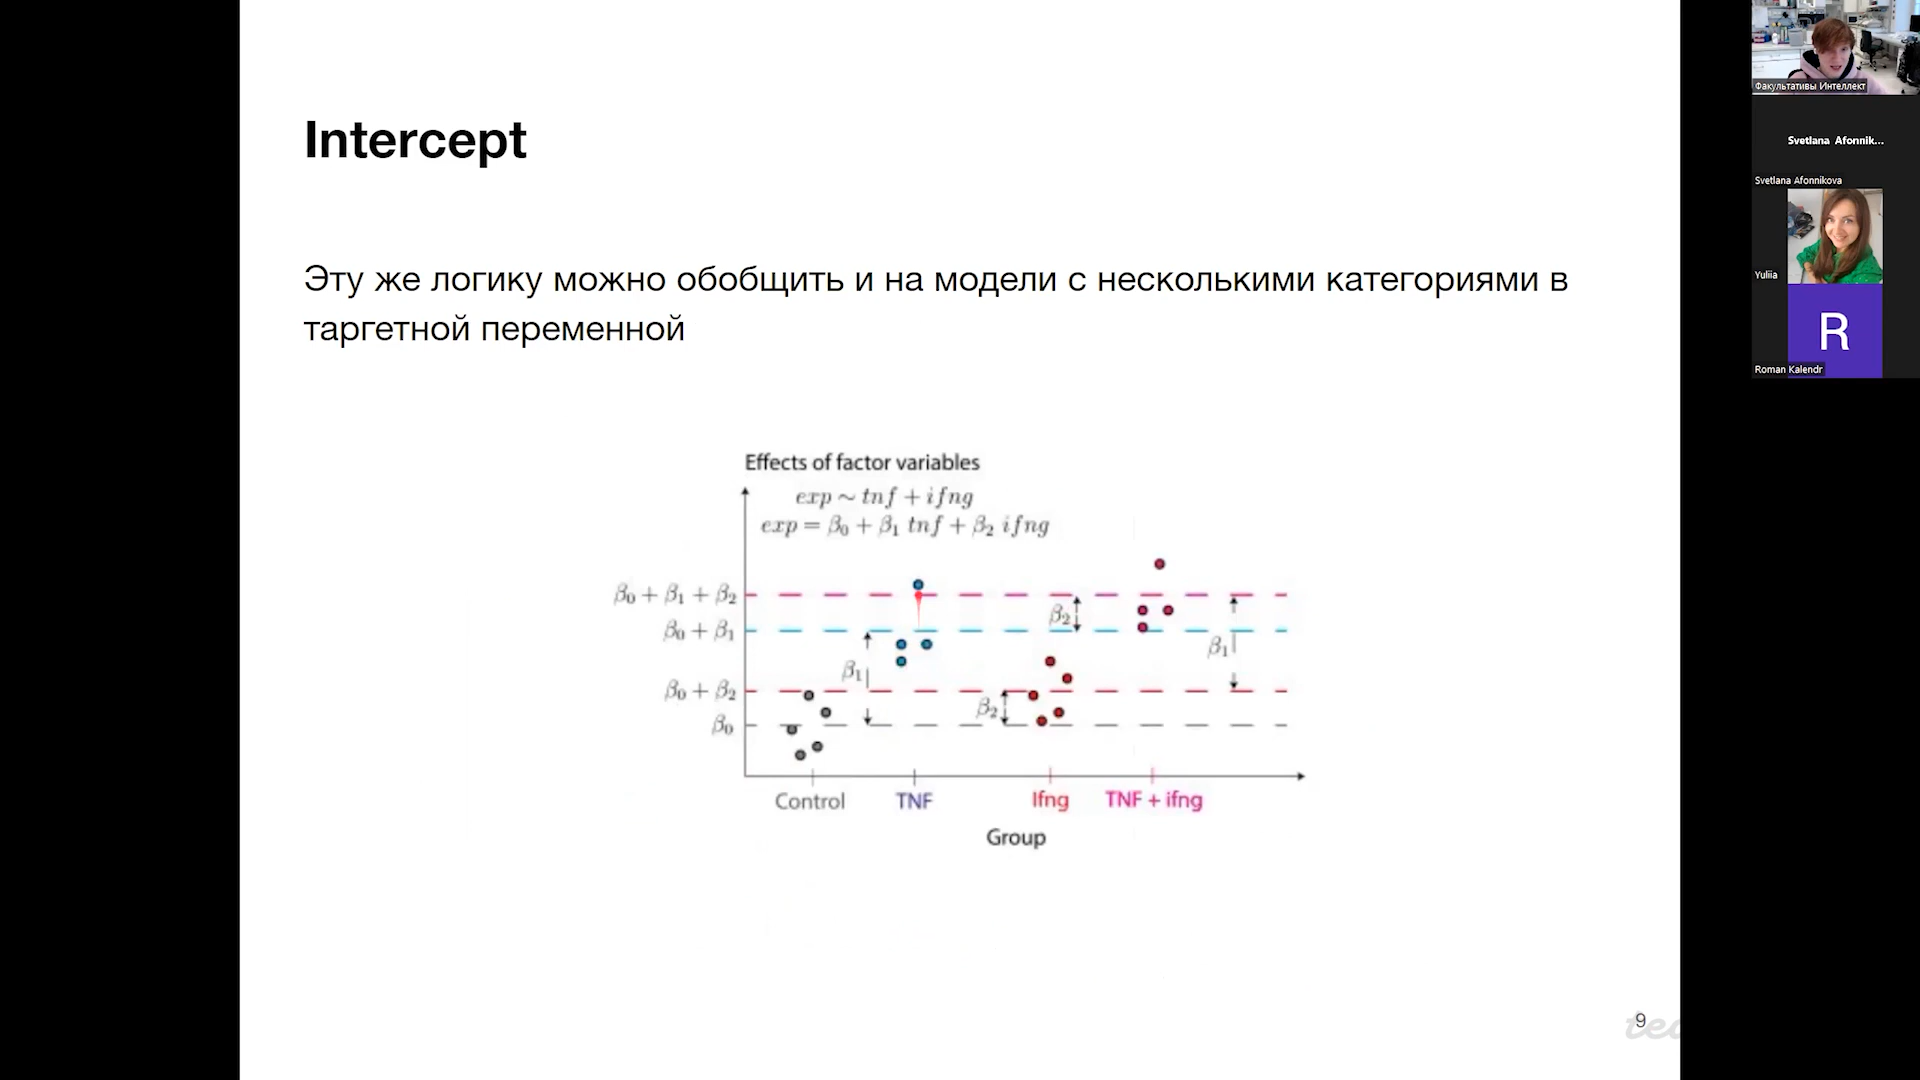 Intercept
Эту же логику можно обобщить и на модели с несколькими категориями в
таргетной переменной
Effects of factor variables
exp ~ tnf + ifng
exp = β₀ + β₁ tnf + β₂ ifng
β₀ + β₁ + β₂
β₀ + β₁
β₀ + β₂
β₀
β₁
β₂
β₂
β₁
Control
TNF
Ifng
TNF + ifng
Group
9
Факультативы Интеллект
Svetlana Afonnik...
Svetlana Afonnikova
Yuliia
R
Roman Kalendr